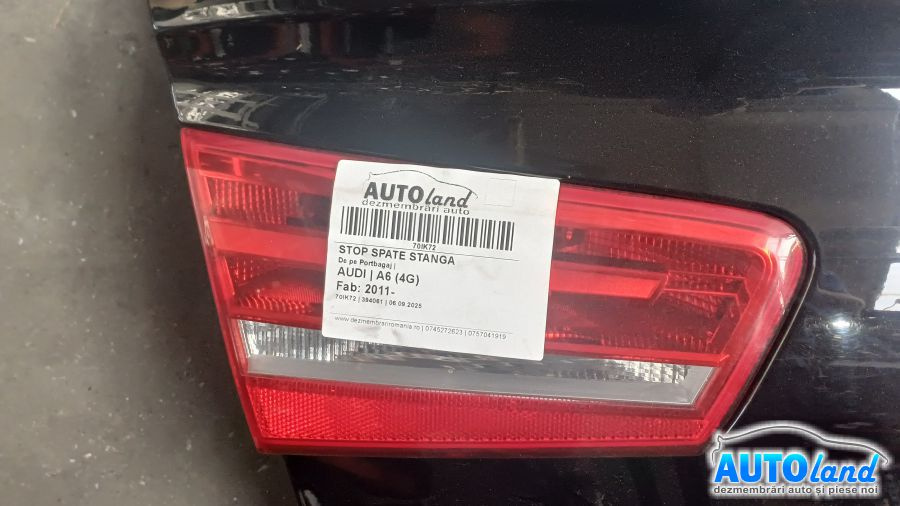 AUTOland
dezmembrări auto
70IK72
STOP SPATE STANGA
De pe Portbagaj |
AUDI | A6 (4G)
Fab: 2011-
70IK72 | 394061 | 06.09.2025
www.dezmembrariromania.ro | 0745272623 | 0757041919
AUTOland
dezmembrări auto și piese noi